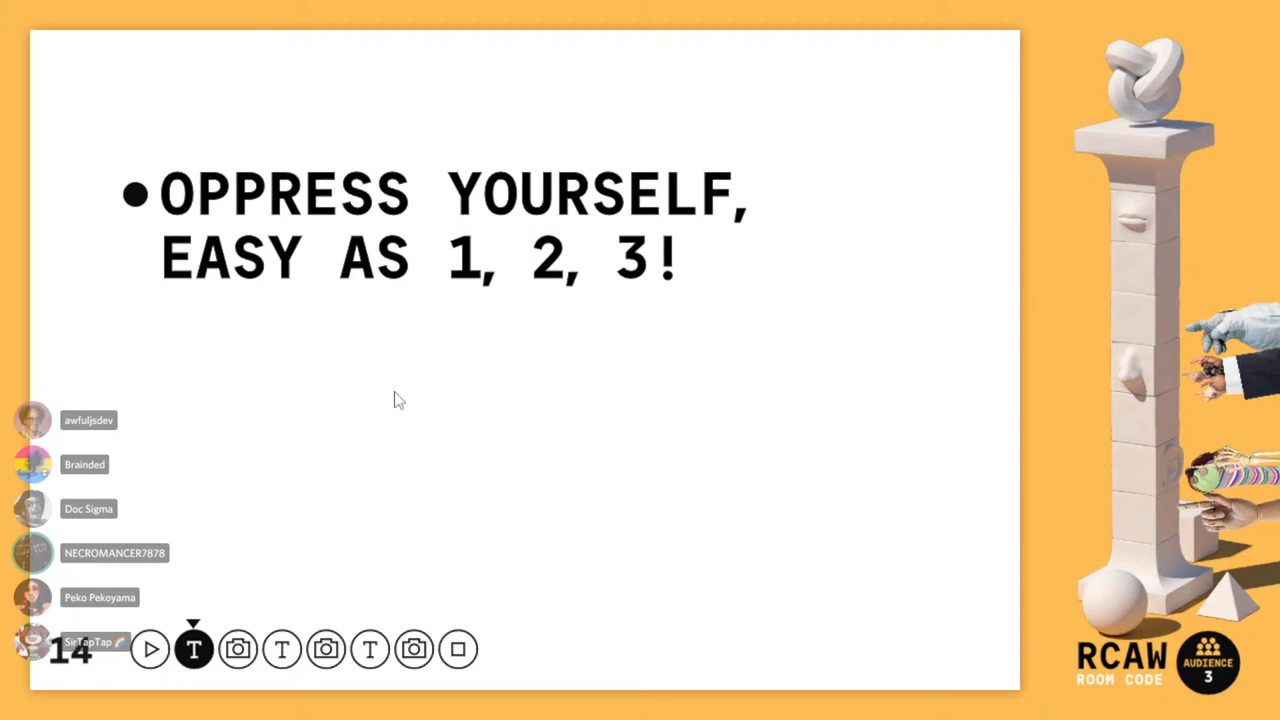 •OPPRESS YOURSELF,
EASY AS 1, 2, 3!
awfuljsdev
Brainded
Doc Sigma
NECROMANCER7878
Peko Pekoyama
SirTapTap
14
T
T
T
RCAW
ROOM CODE
AUDIENCE
3